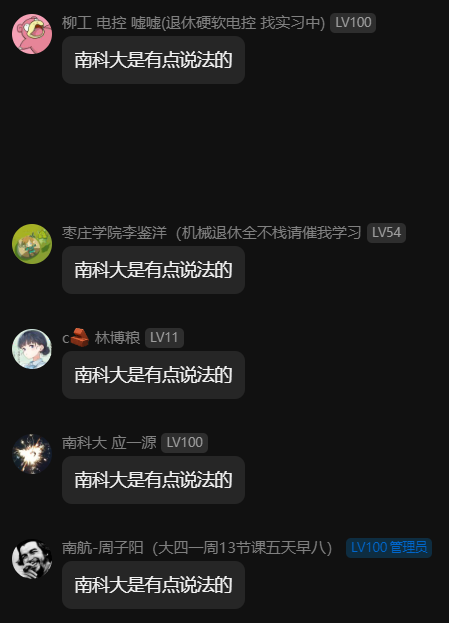 柳工 电控 嘘嘘(退休硬软电控 找实习中) LV100
南科大是有点说法的
枣庄学院李鉴洋（机械退休全不栈请催我学习 LV54
南科大是有点说法的
c🧱 林博粮 LV11
南科大是有点说法的
南科大 应一源 LV100
南科大是有点说法的
南航-周子阳（大四一周13节课五天早八） LV100 管理员
南科大是有点说法的